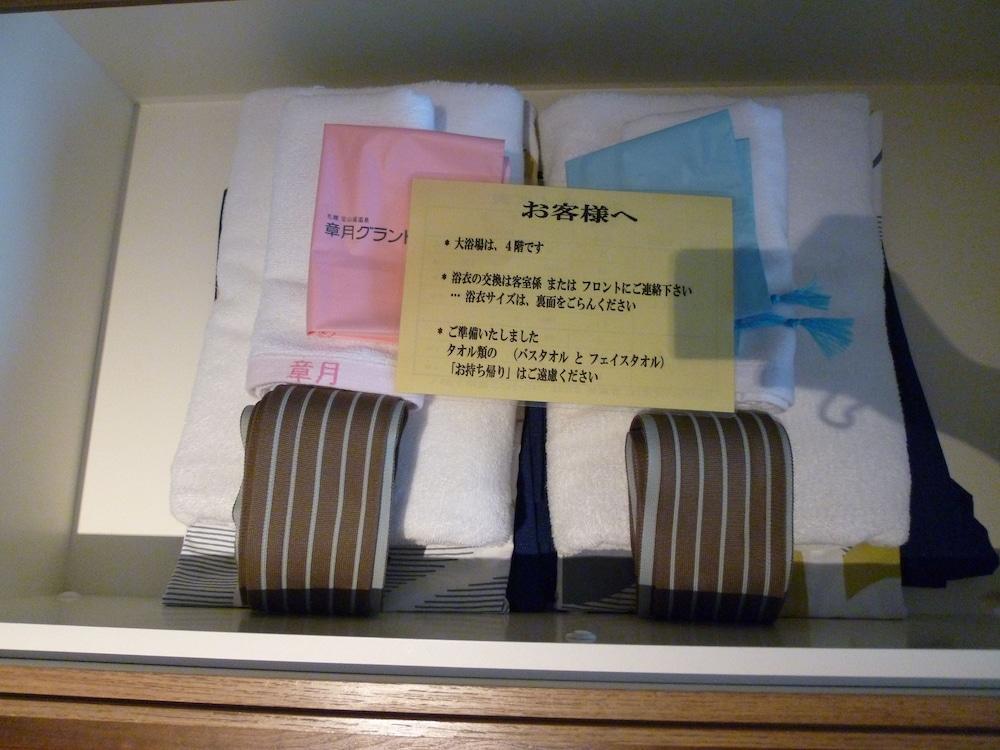 お客様へ
* 大浴場は、4階です
* 浴衣の交換は客室係 または フロントにご連絡下さい
… 浴衣サイズは、裏面をごらんください
* ご準備いたしました
タオル類の （バスタオル と フェイスタオル）
「お持ち帰り」はご遠慮ください
札幌 定山渓温泉
章月グラント
章月